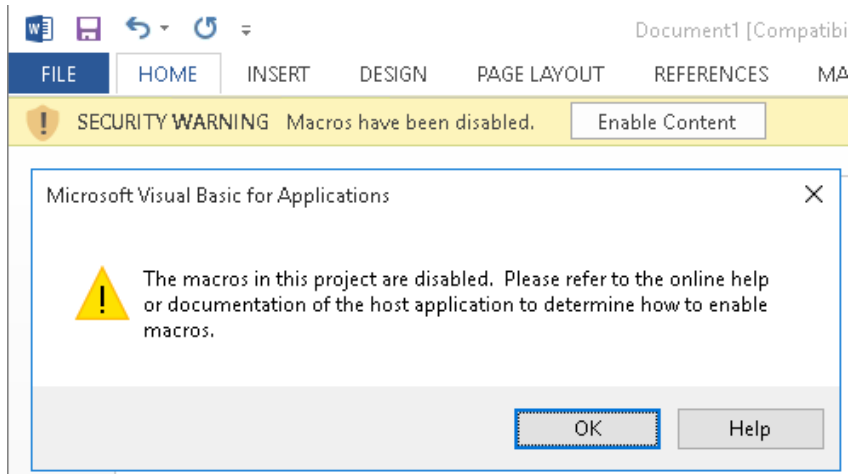 Document1 [Compatibi
FILE HOME INSERT DESIGN PAGE LAYOUT REFERENCES MA
! SECURITY WARNING Macros have been disabled. Enable Content
Microsoft Visual Basic for Applications
The macros in this project are disabled. Please refer to the online help
or documentation of the host application to determine how to enable
macros.
OK Help